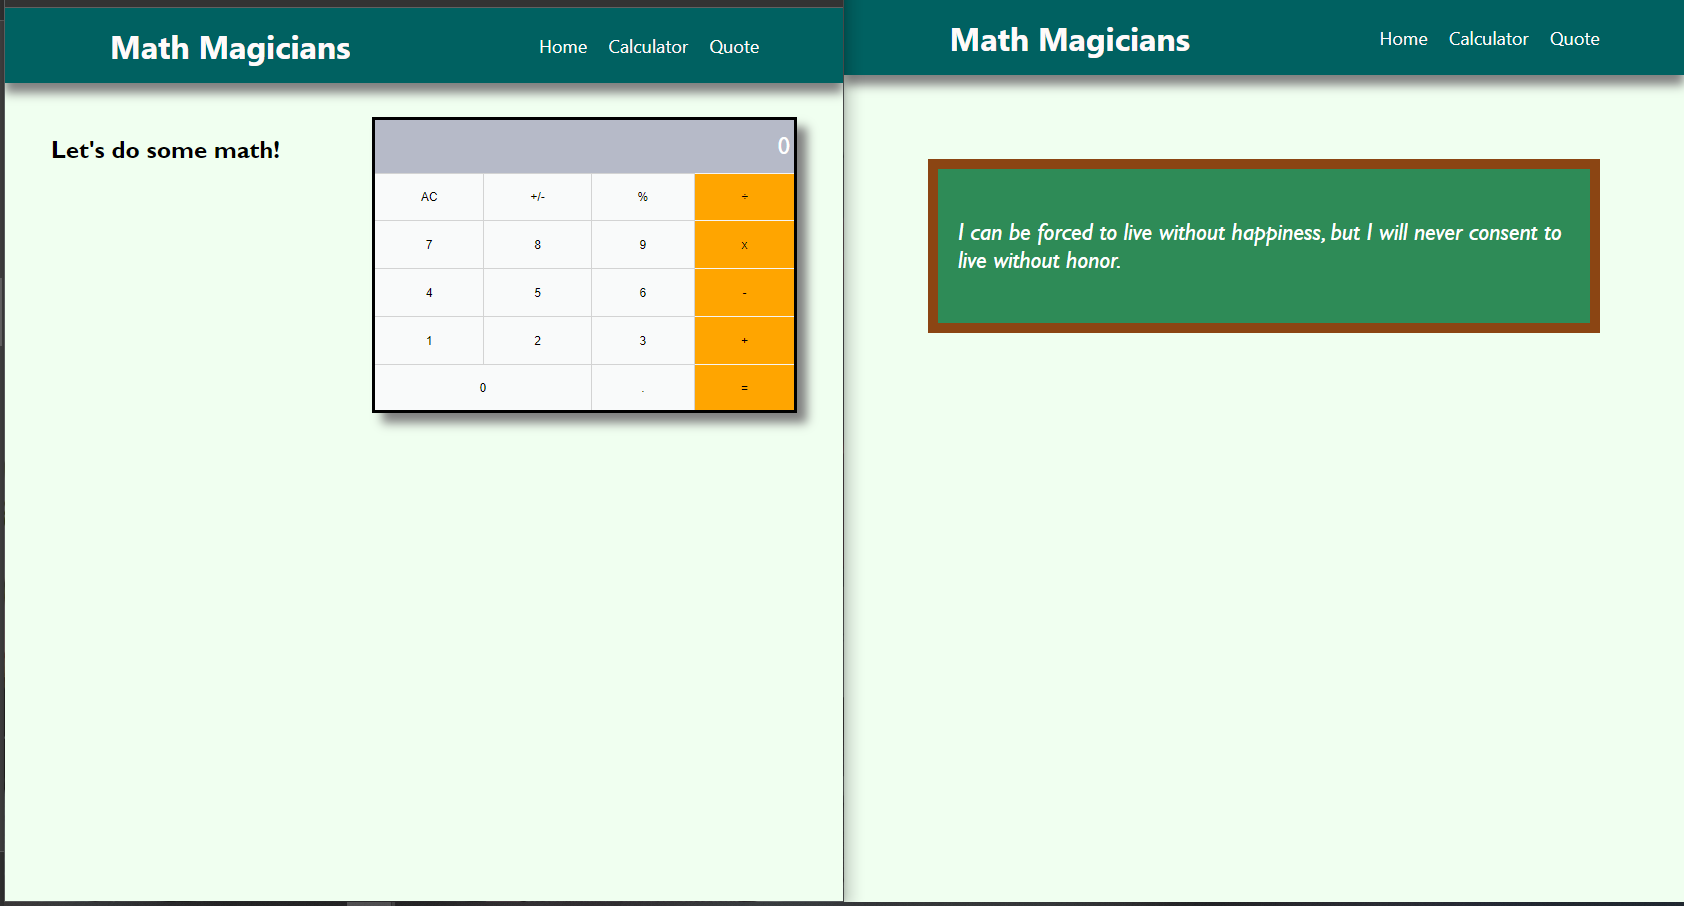 Math Magicians
Home Calculator Quote
Let's do some math!
0
AC +/- % ÷
7 8 9 x
4 5 6 -
1 2 3 +
0 . =
Math Magicians
Home Calculator Quote
I can be forced to live without happiness, but I will never consent to
live without honor.